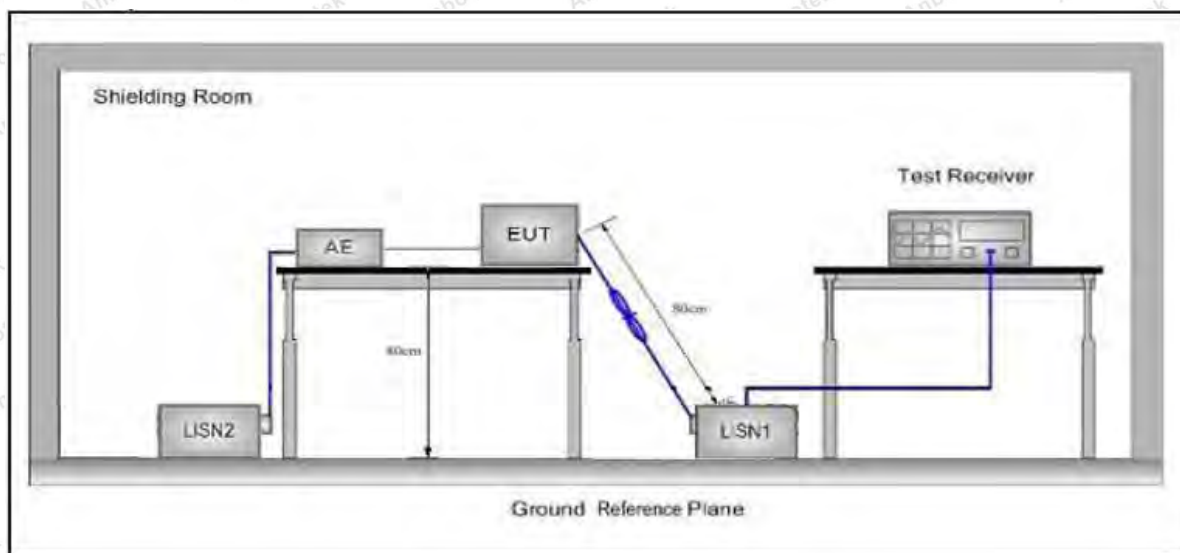 Shielding Room
Test Receiver
AE
EUT
80cm
80cm
LISN2
LISN1
Ground Reference Plane